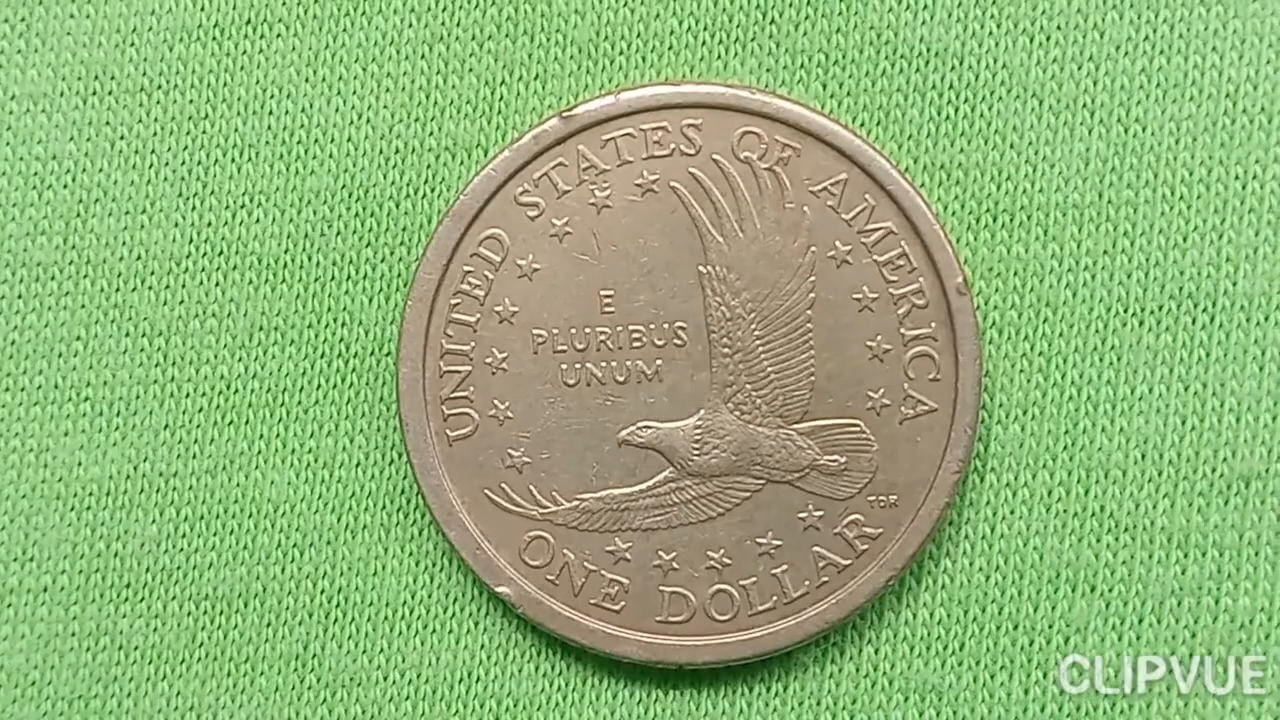 UNITED STATES OF AMERICA
E
PLURIBUS
UNUM
TDR
ONE DOLLAR
CLIPVUE